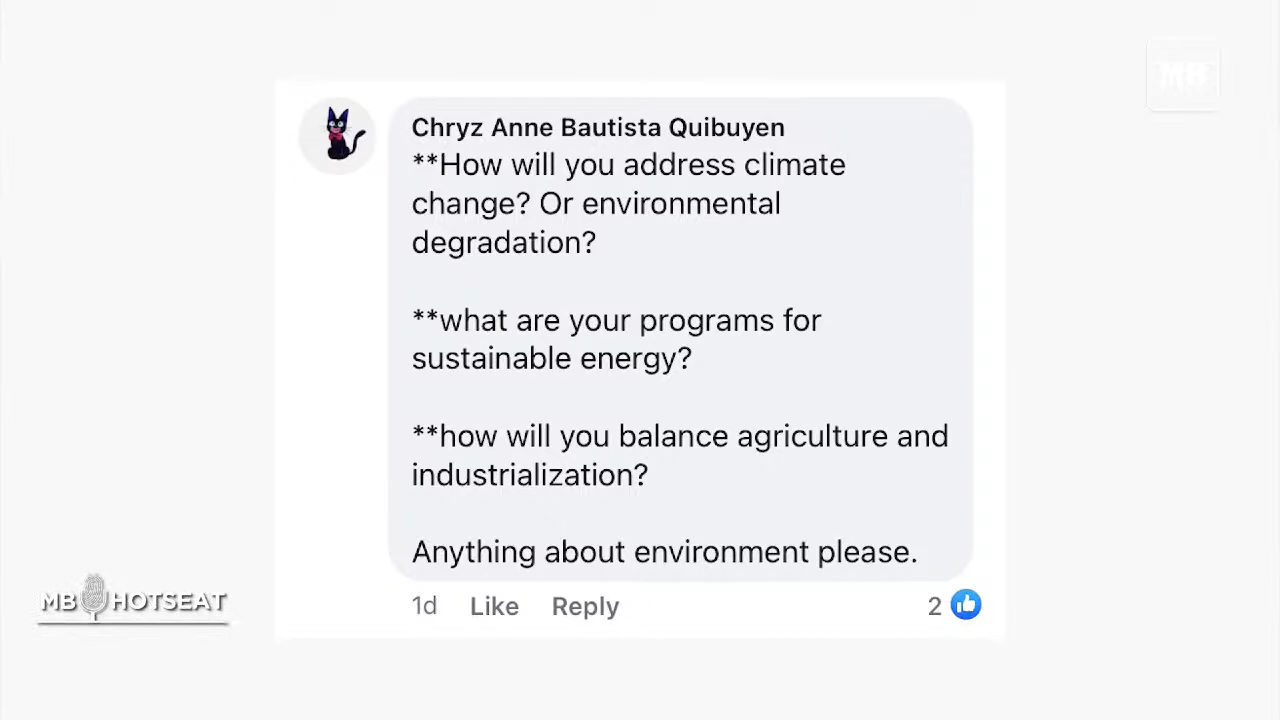 MB
Chryz Anne Bautista Quibuyen
**How will you address climate
change? Or environmental
degradation?
**what are your programs for
sustainable energy?
**how will you balance agriculture and
industrialization?
Anything about environment please.
1d Like Reply 2
MB HOTSEAT